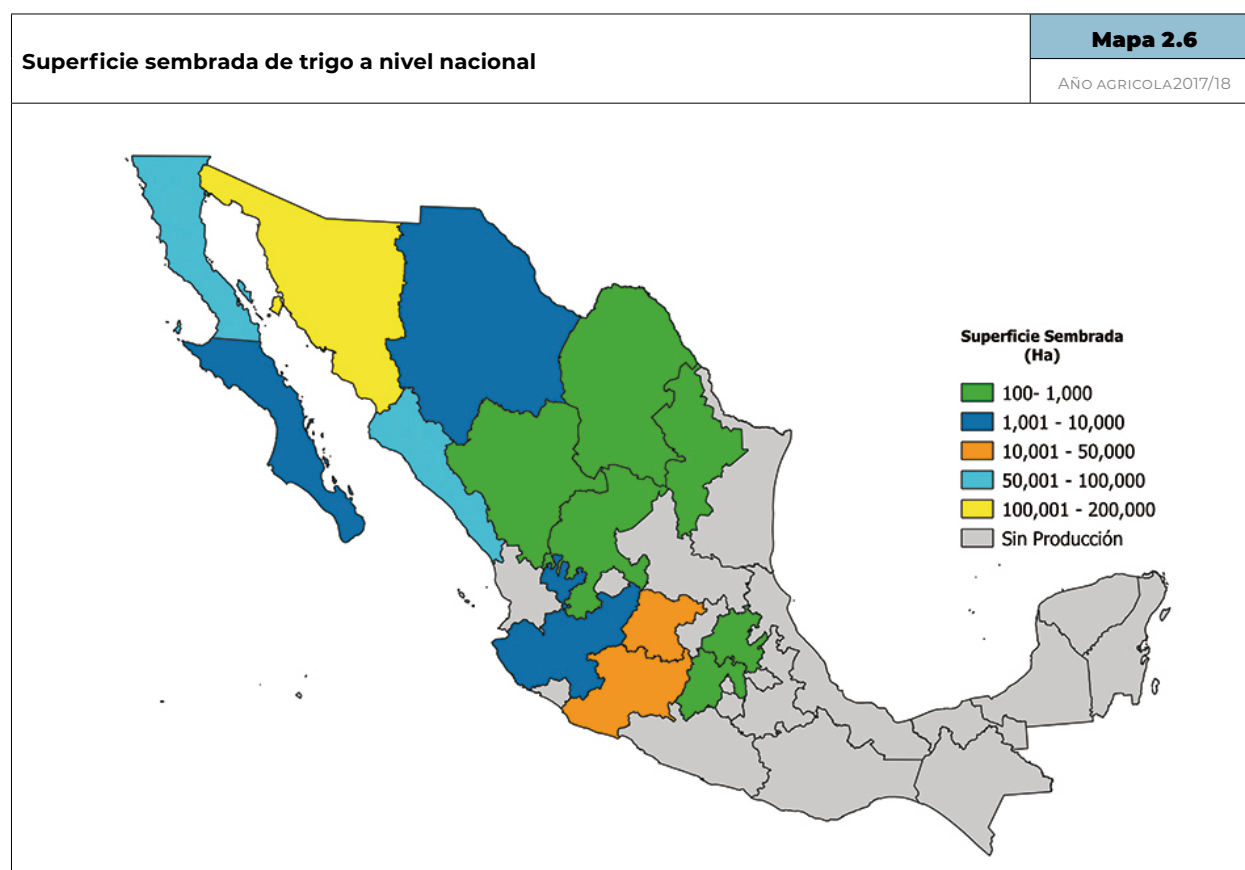 Superficie sembrada de trigo a nivel nacional
Mapa 2.6
AÑO AGRICOLA2017/18
Superficie Sembrada
(Ha)
100- 1,000
1,001 - 10,000
10,001 - 50,000
50,001 - 100,000
100,001 - 200,000
Sin Producción